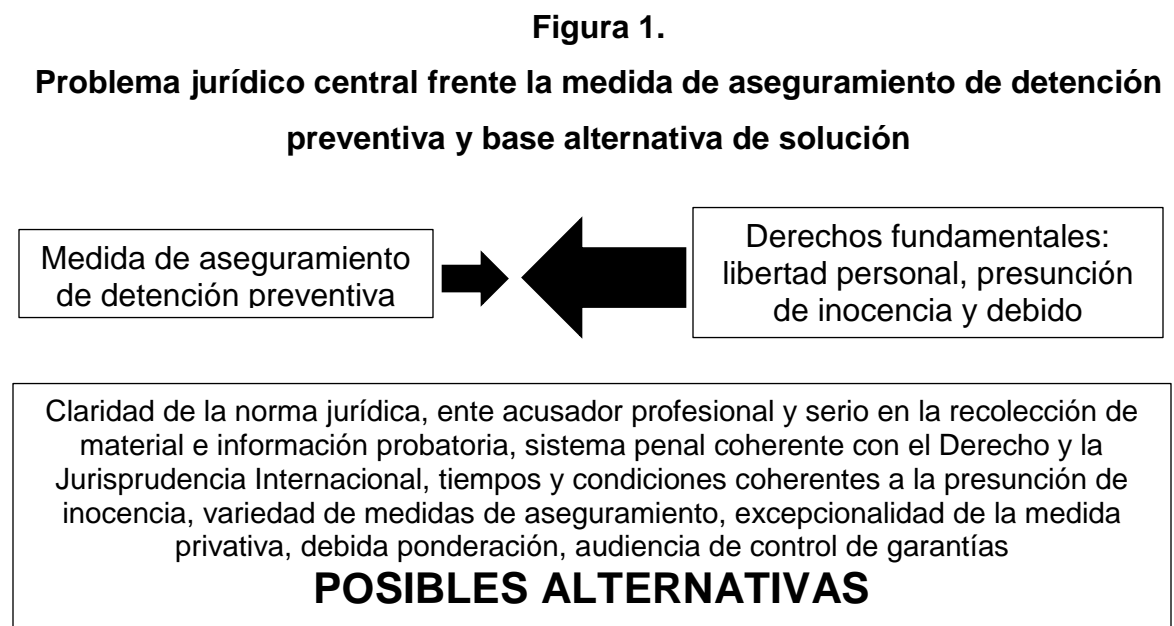 Figura 1.
Problema jurídico central frente la medida de aseguramiento de detención
preventiva y base alternativa de solución
Medida de aseguramiento
de detención preventiva
Derechos fundamentales:
libertad personal, presunción
de inocencia y debido
Claridad de la norma jurídica, ente acusador profesional y serio en la recolección de
material e información probatoria, sistema penal coherente con el Derecho y la
Jurisprudencia Internacional, tiempos y condiciones coherentes a la presunción de
inocencia, variedad de medidas de aseguramiento, excepcionalidad de la medida
privativa, debida ponderación, audiencia de control de garantías
POSIBLES ALTERNATIVAS